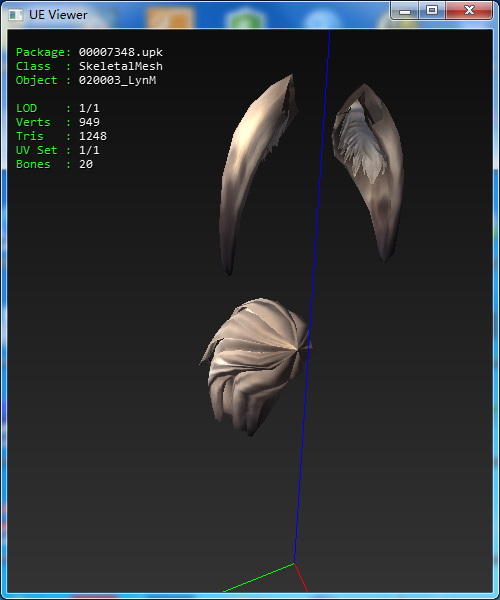 UE Viewer
Package: 00007348.upk
Class : SkeletalMesh
Object : 020003_LynM
LOD : 1/1
Verts : 949
Tris : 1248
UV Set : 1/1
Bones : 20